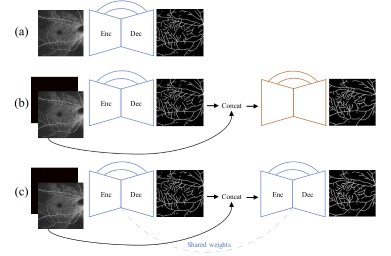 (a)
Enc Dec
(b)
Enc Dec
Concat
(c)
Enc Dec
Concat
Enc Dec
Shared weights